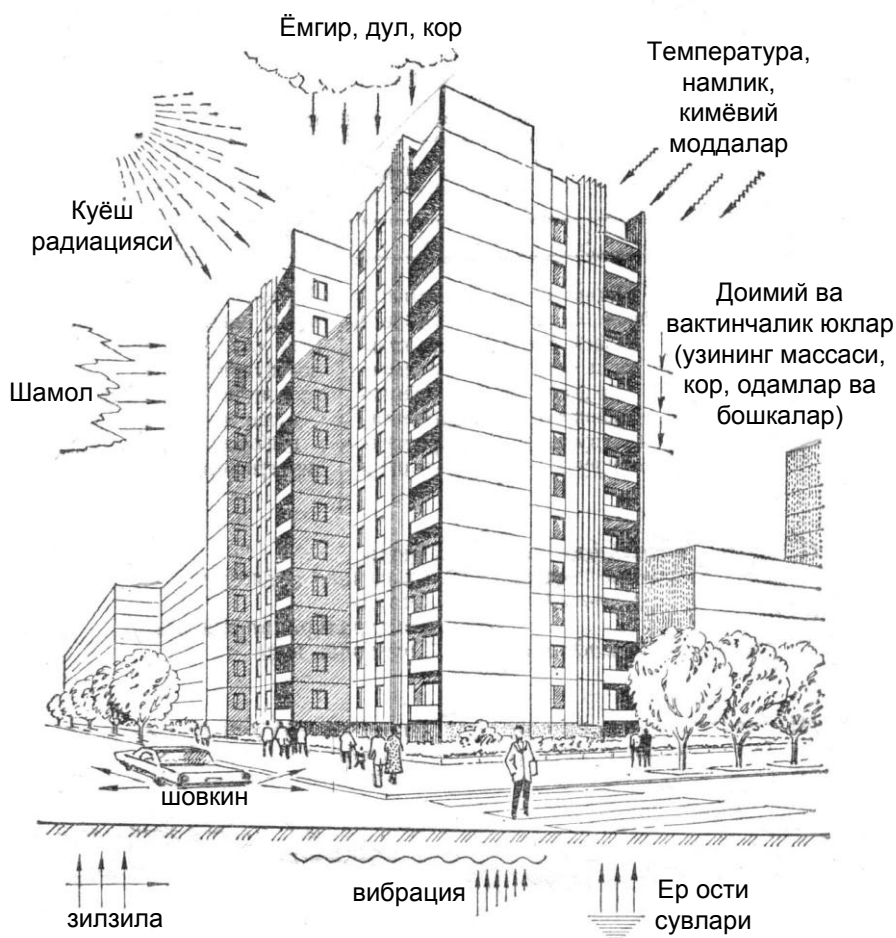 Ёмгир, дул, кор
Температура,
намлик,
кимёвий
моддалар
Куёш
радиацияси
Доимий ва
вактинчалик юклар
(узининг массаси,
кор, одамлар ва
бошкалар)
Шамол
шовкин
зилзила
вибрация
Ер ости
сувлари